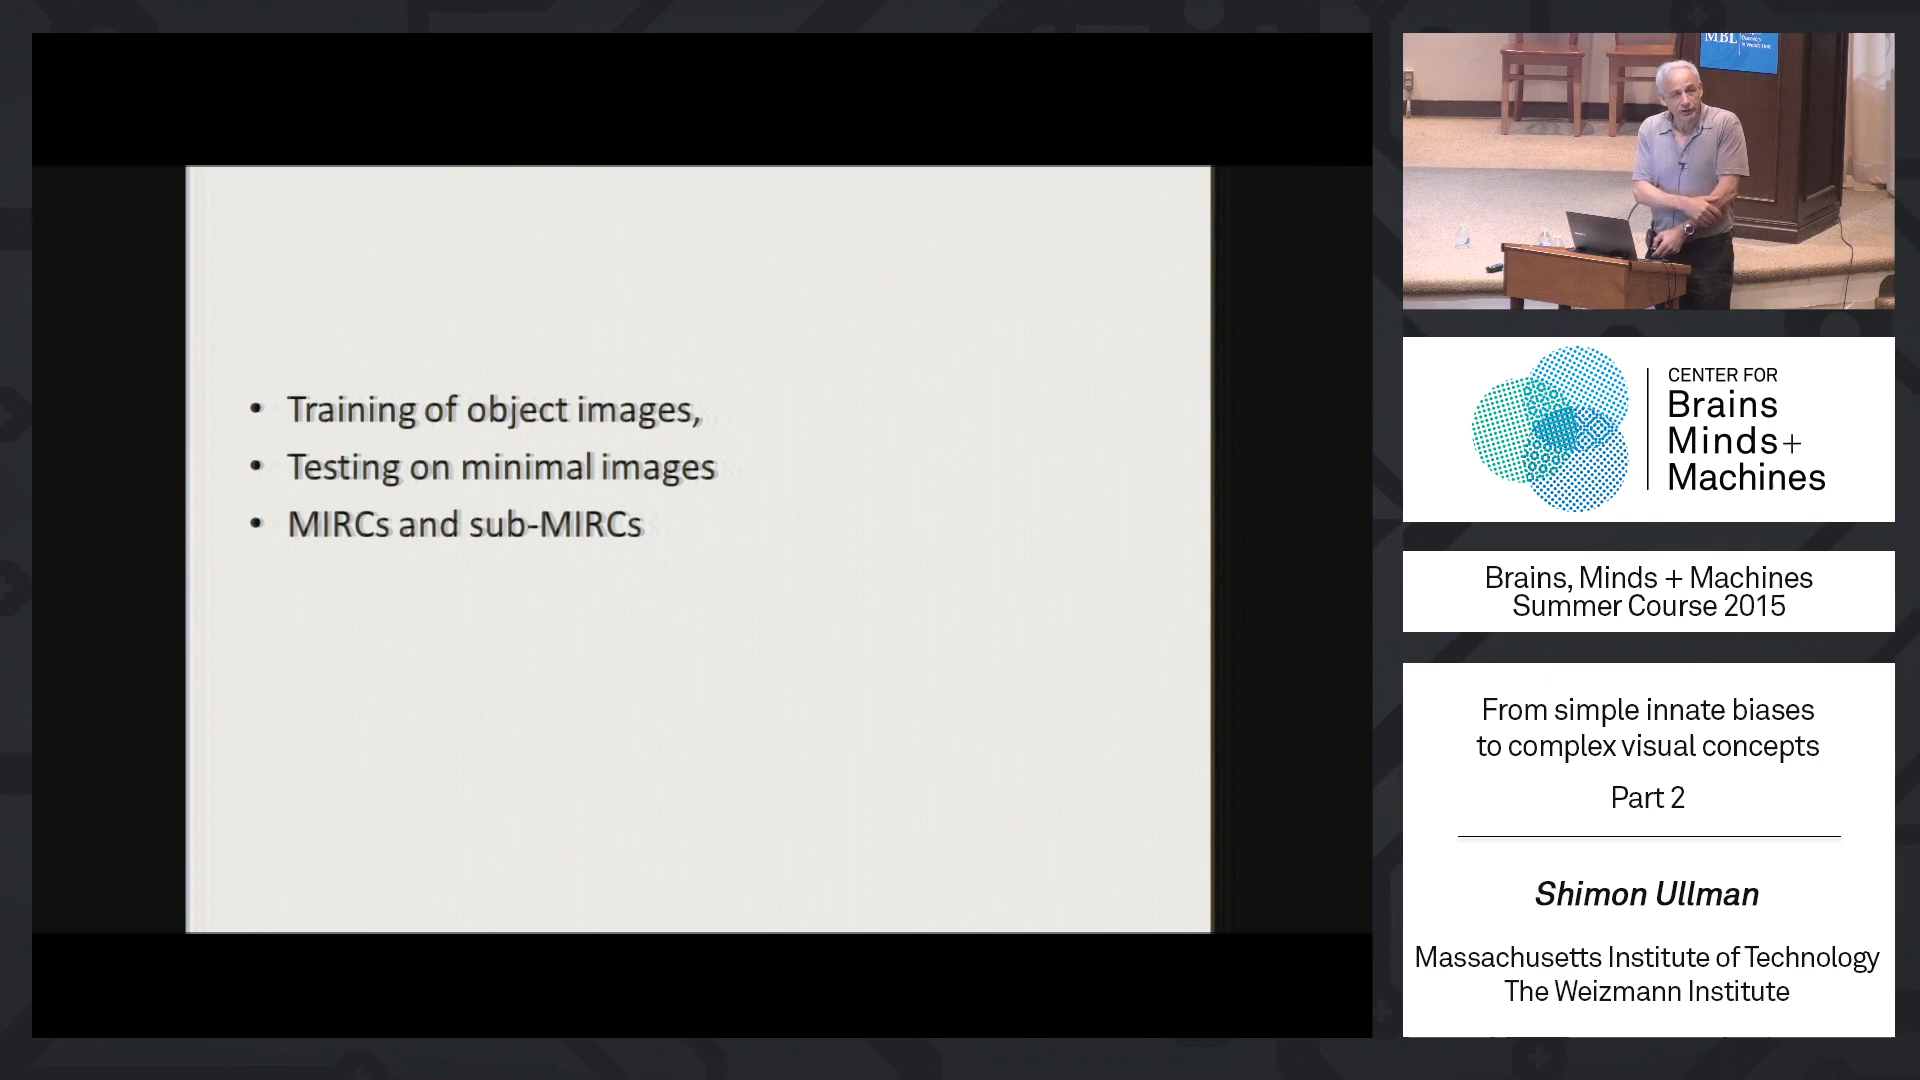 • Training of object images,
• Testing on minimal images
• MIRCs and sub-MIRCs
MBL
CENTER FOR
Brains
Minds+
Machines
Brains, Minds + Machines
Summer Course 2015
From simple innate biases
to complex visual concepts
Part 2
Shimon Ullman
Massachusetts Institute of Technology
The Weizmann Institute